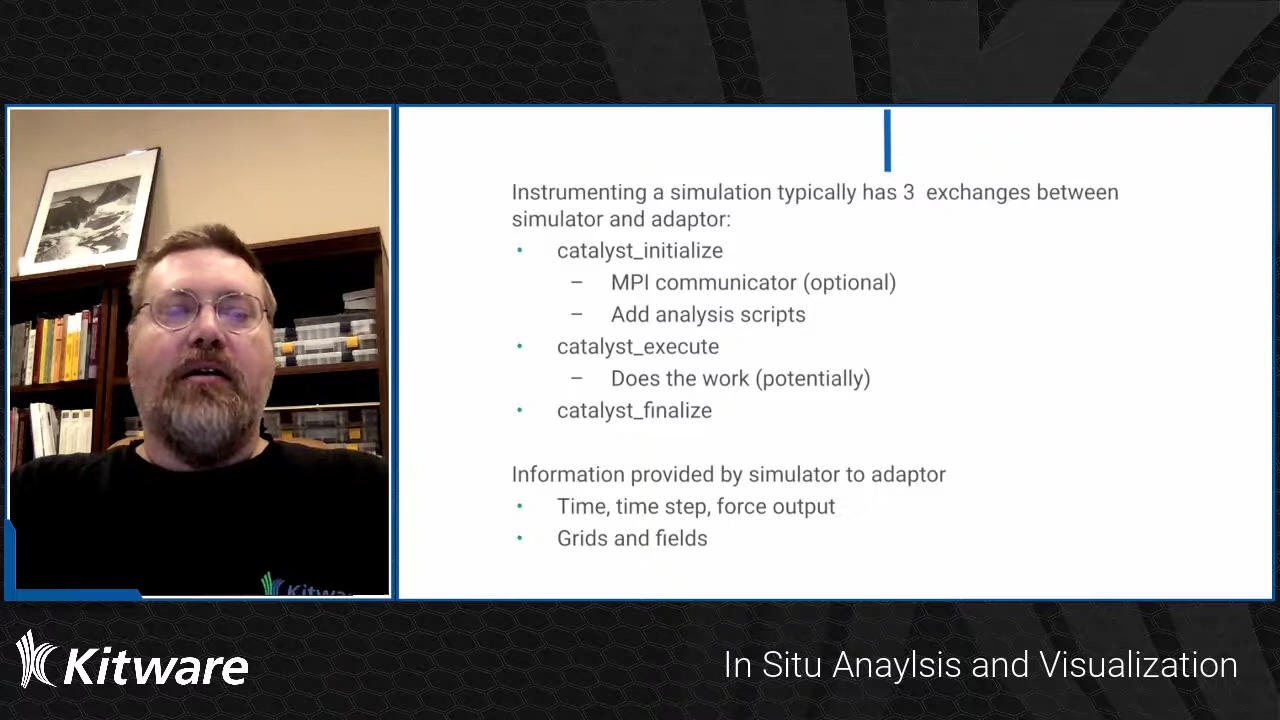 Instrumenting a simulation typically has 3 exchanges between
simulator and adaptor:
• catalyst_initialize
– MPI communicator (optional)
– Add analysis scripts
• catalyst_execute
– Does the work (potentially)
• catalyst_finalize
Information provided by simulator to adaptor
• Time, time step, force output
• Grids and fields
Kitware
Kitware
In Situ Anaylsis and Visualization